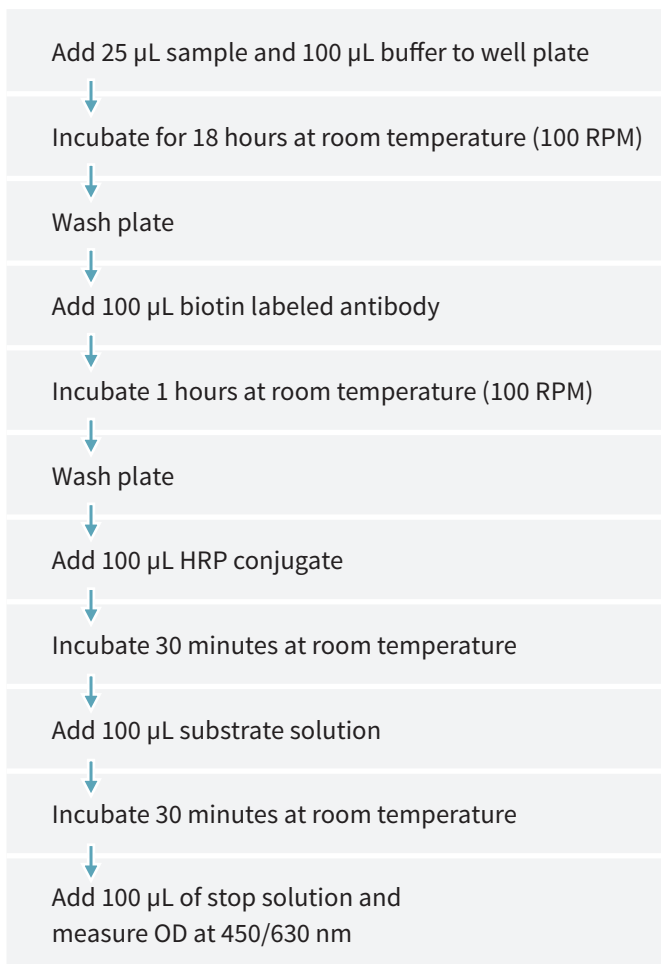 Add 25 µL sample and 100 µL buffer to well plate
Incubate for 18 hours at room temperature (100 RPM)
Wash plate
Add 100 µL biotin labeled antibody
Incubate 1 hours at room temperature (100 RPM)
Wash plate
Add 100 µL HRP conjugate
Incubate 30 minutes at room temperature
Add 100 µL substrate solution
Incubate 30 minutes at room temperature
Add 100 µL of stop solution and
measure OD at 450/630 nm